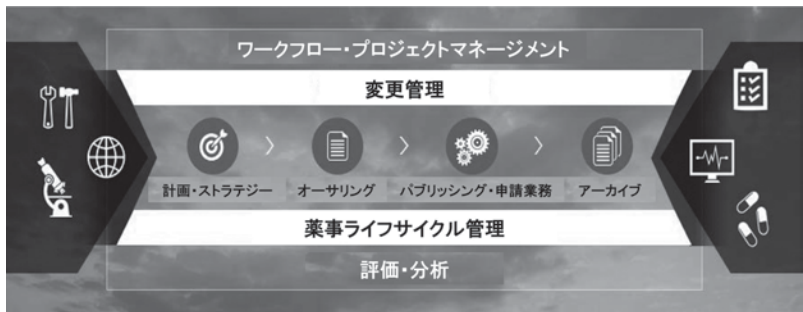 ワークフロー・プロジェクトマネージメント
変更管理
計画・ストラテジー
オーサリング
パブリッシング・申請業務
アーカイブ
薬事ライフサイクル管理
評価・分析